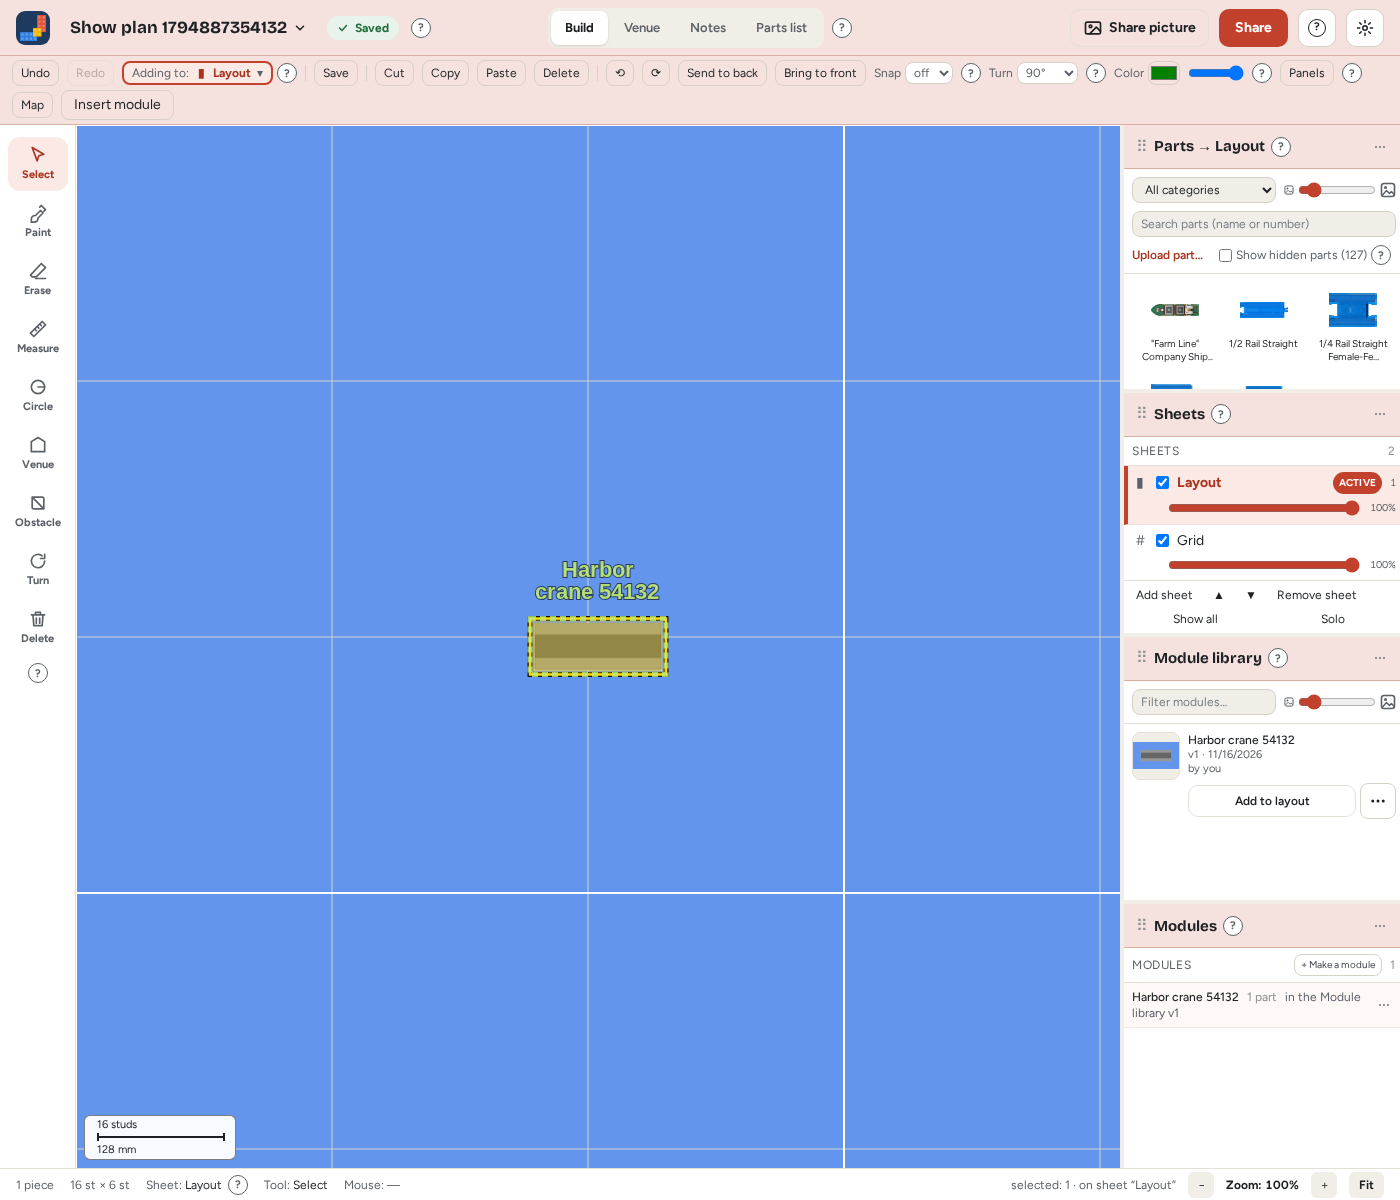 Show plan 1794887354132
Saved
?
Build
Venue
Notes
Parts list
?
Share picture
Share
?
Undo
Redo
Adding to: Layout
?
Save
Cut
Copy
Paste
Delete
Send to back
Bring to front
Snap
off
?
Turn
90°
?
Color
?
Panels
?
Map
Insert module
Select
Paint
Erase
Measure
Circle
Venue
Obstacle
Turn
Delete
?
Harbor
crane 54132
16 studs
128 mm
Parts → Layout
?
All categories
Search parts (name or number)
Upload part...
Show hidden parts (127)
?
"Farm Line"
Company Ship...
1/2 Rail Straight
1/4 Rail Straight
Female-Fe...
Sheets
?
SHEETS
2
Layout
ACTIVE
1
100%
# Grid
100%
Add sheet
▲
▼
Remove sheet
Show all
Solo
Module library
?
Filter modules...
Harbor crane 54132
v1 · 11/16/2026
by you
Add to layout
Modules
?
MODULES
+ Make a module
1
Harbor crane 54132 1 part in the Module
library v1
1 piece
16 st × 6 st
Sheet: Layout
?
Tool: Select
Mouse: —
selected: 1 · on sheet “Layout”
−
Zoom: 100%
+
Fit